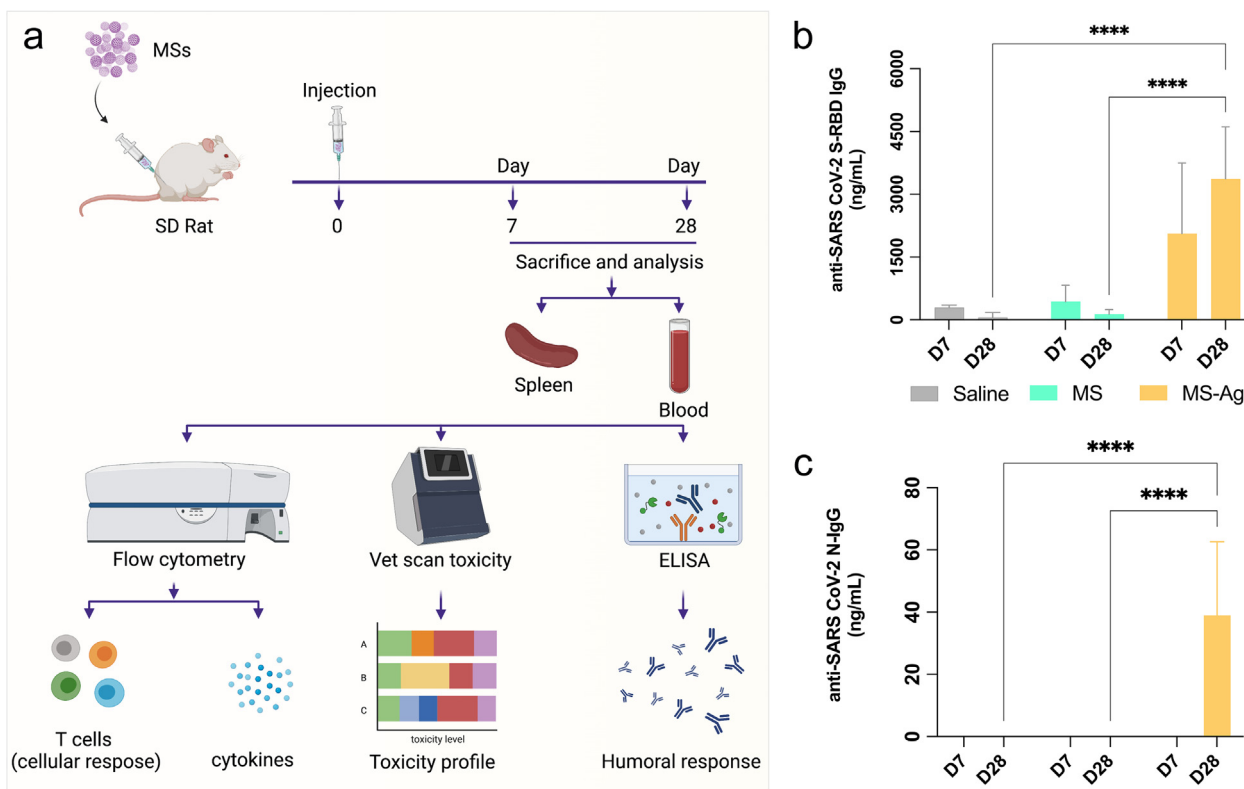 a
MSs
Injection
SD Rat
Day
Day
0
7
28
Sacrifice and analysis
Spleen
Blood
Flow cytometry
Vet scan toxicity
ELISA
A
B
C
toxicity level
T cells
(cellular respose)
cytokines
Toxicity profile
Humoral response
b
****
****
anti-SARS CoV-2 S-RBD IgG
(ng/mL)
6000
4500
3000
1500
0
D7
D28
D7
D28
D7
D28
Saline
MS
MS-Ag
c
****
****
anti-SARS CoV-2 N-IgG
(ng/mL)
80
60
40
20
0
D7
D28
D7
D28
D7
D28